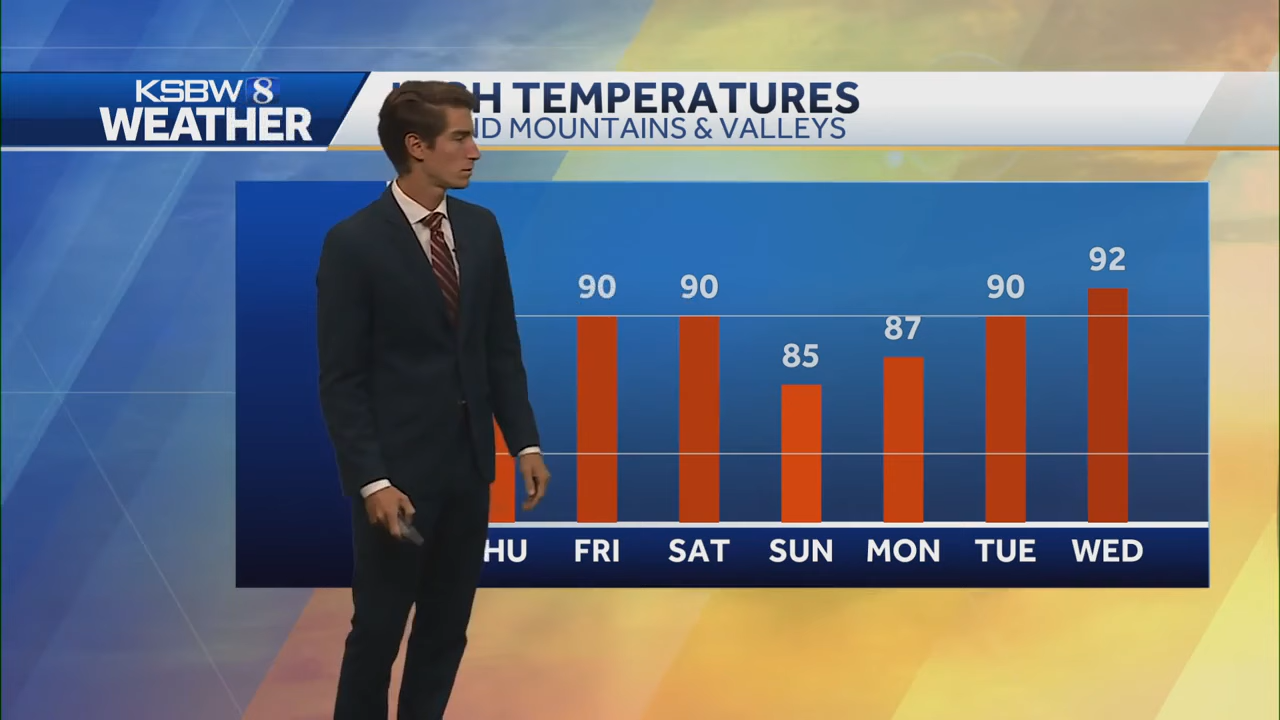 KSBW 8
WEATHER
TEMPERATURES
MOUNTAINS & VALLEYS
90 90 85 87 90 92
FRI SAT SUN MON TUE WED